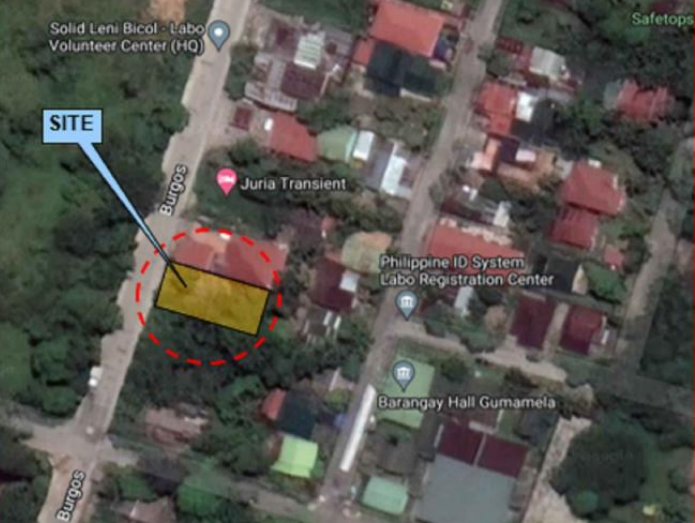 Solid Leni Bicol - Labo
Volunteer Center (HQ)
Safetops
SITE
Burgos
Juria Transient
Philippine ID System
Labo Registration Center
Barangay Hall Gumamela
Burgos